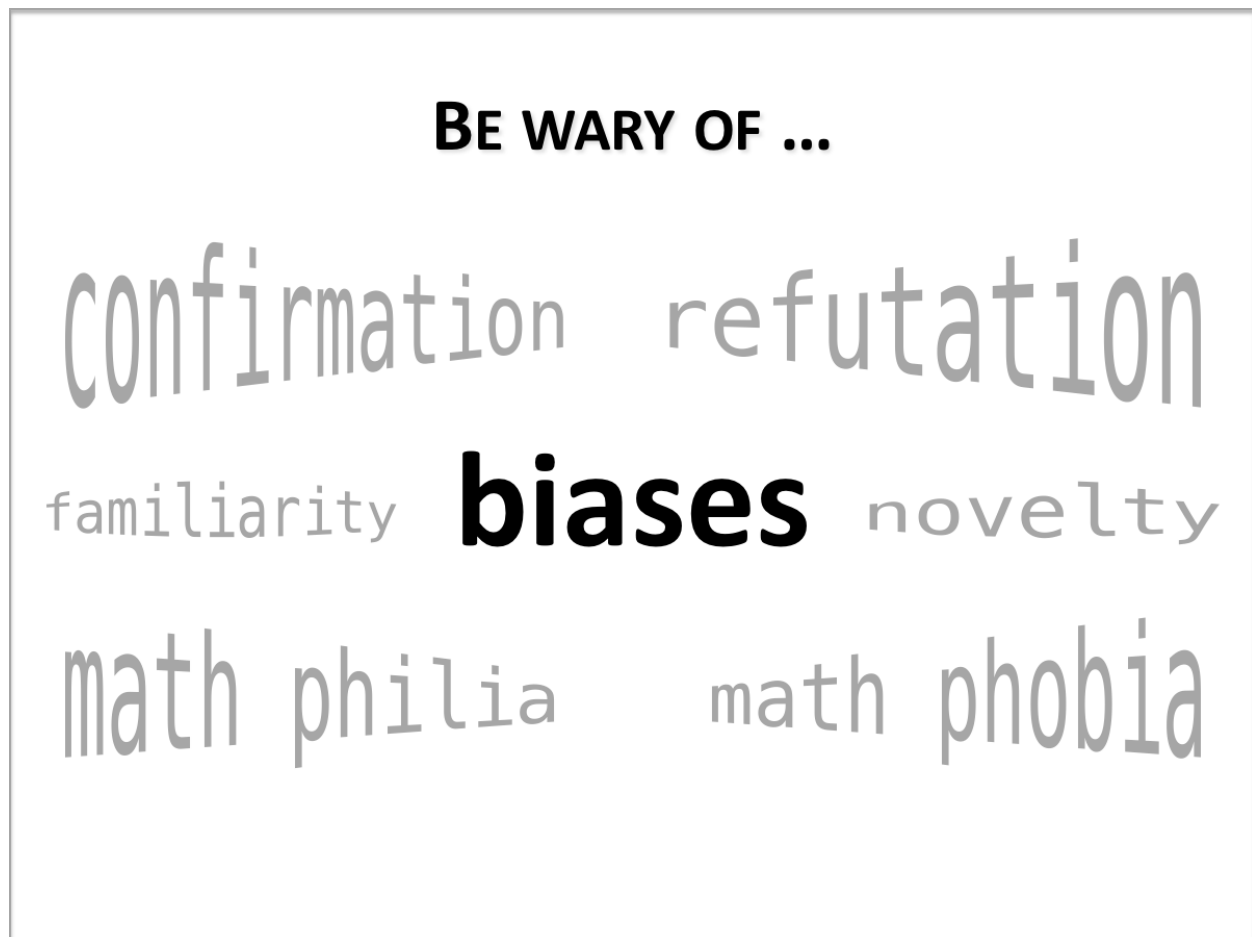 BE WARY OF ...
confirmation refutation
familiarity biases novelty
math philia math phobia